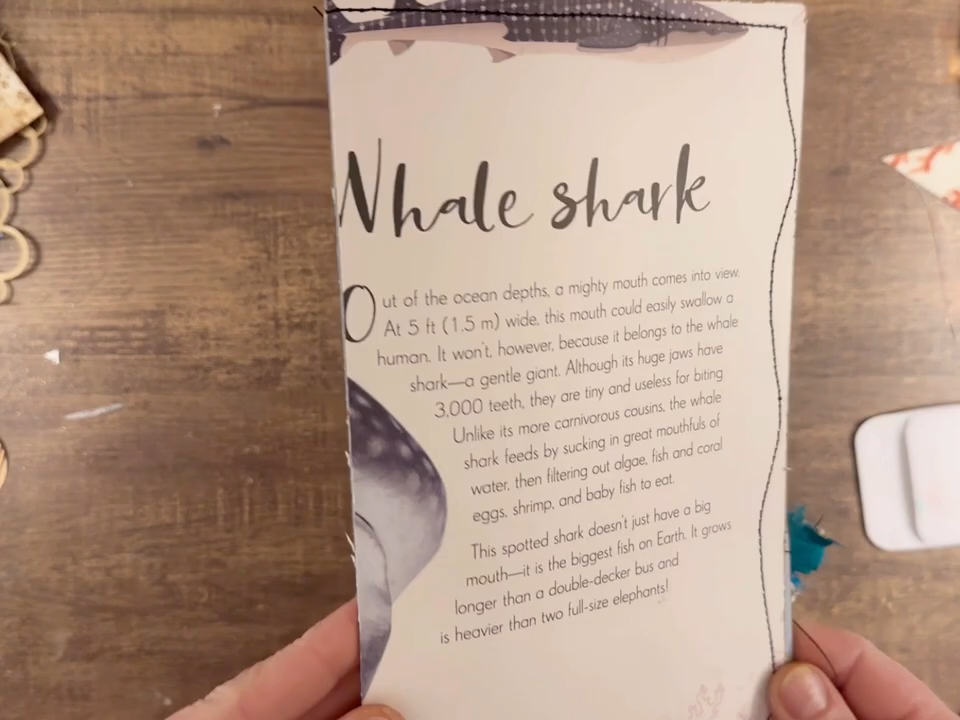 Whale shark
Out of the ocean depths, a mighty mouth comes into view.
At 5 ft (1.5 m) wide, this mouth could easily swallow a
human. It won't, however, because it belongs to the whale
shark—a gentle giant. Although its huge jaws have
3,000 teeth, they are tiny and useless for biting.
Unlike its more carnivorous cousins, the whale
shark feeds by sucking in great mouthfuls of
water, then filtering out algae, fish and coral
eggs, shrimp, and baby fish to eat.
This spotted shark doesn't just have a big
mouth—it is the biggest fish on Earth. It grows
longer than a double-decker bus and
is heavier than two full-size elephants!